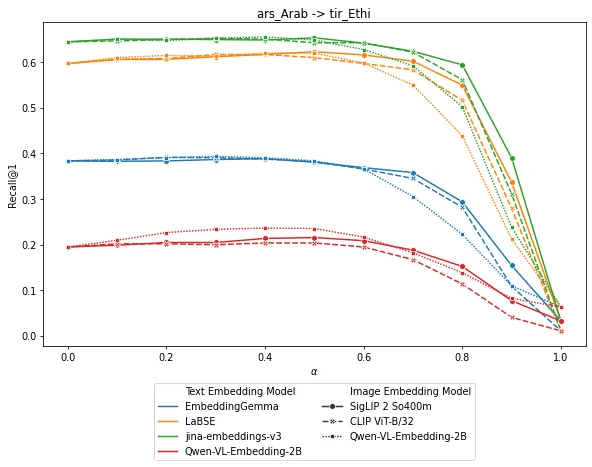 ars_Arab -> tir_Ethi
Recall@1
0.6
0.5
0.4
0.3
0.2
0.1
0.0
0.0 0.2 0.4 0.6 0.8 1.0
α
Text Embedding Model
EmbeddingGemma
LaBSE
jina-embeddings-v3
Qwen-VL-Embedding-2B
Image Embedding Model
SigLIP 2 So400m
CLIP ViT-B/32
Qwen-VL-Embedding-2B